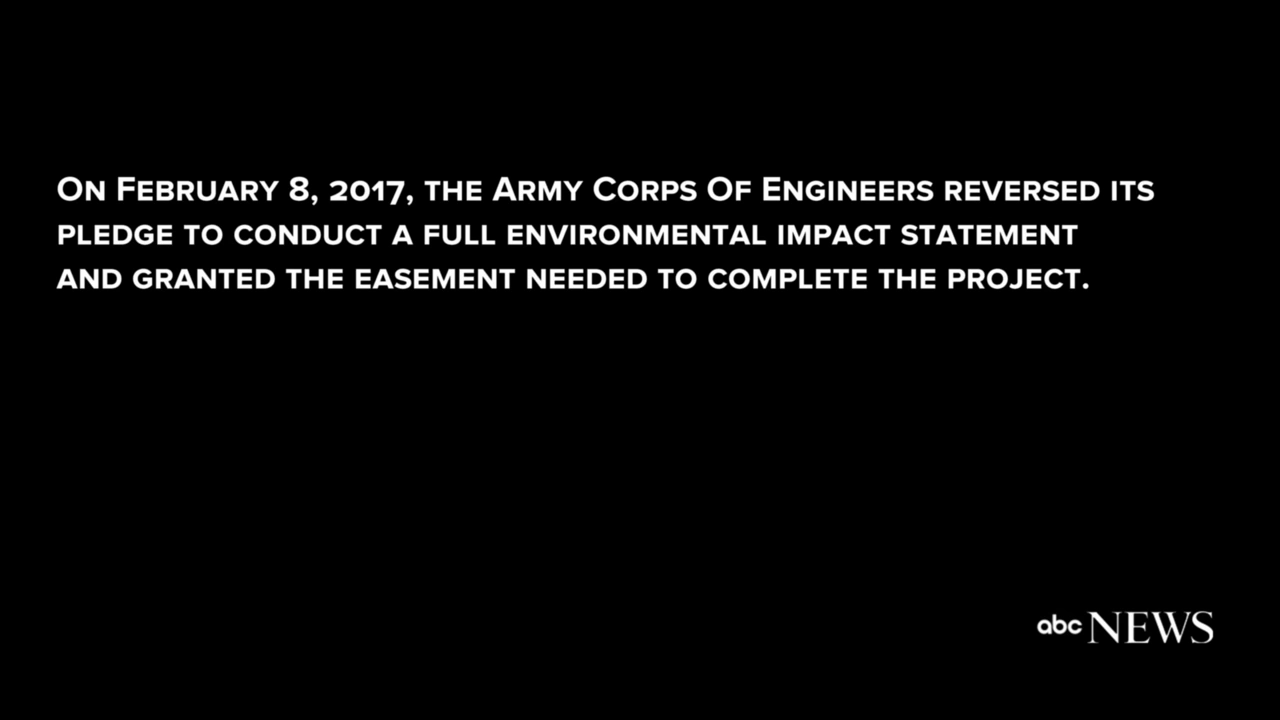 On February 8, 2017, the Army Corps Of Engineers reversed its
pledge to conduct a full environmental impact statement
and granted the easement needed to complete the project.
abc NEWS